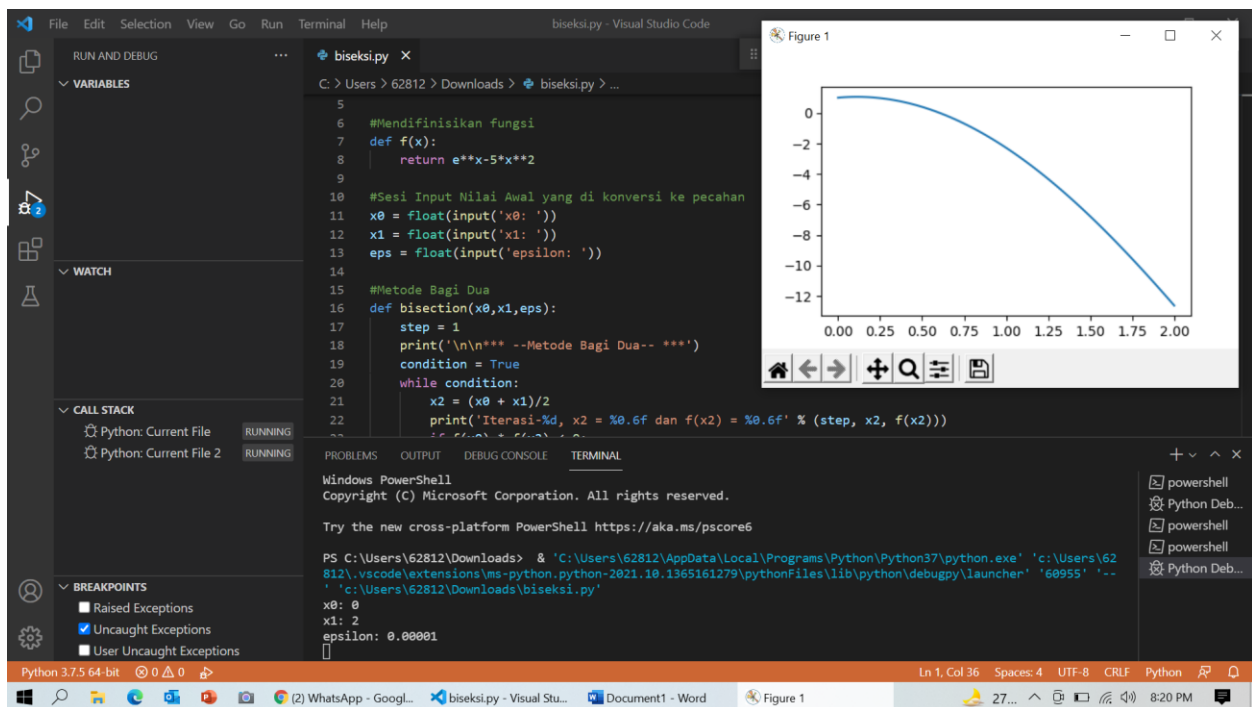 File Edit Selection View Go Run Terminal Help biseksi.py - Visual Studio Code
RUN AND DEBUG ...
VARIABLES
WATCH
CALL STACK
Python: Current File RUNNING
Python: Current File 2 RUNNING
BREAKPOINTS
Raised Exceptions
Uncaught Exceptions
User Uncaught Exceptions
2
biseksi.py
C: > Users > 62812 > Downloads > biseksi.py > ...
5
6 #Mendifinisikan fungsi
7 def f(x):
8 return e**x-5*x**2
9
10 #Sesi Input Nilai Awal yang di konversi ke pecahan
11 x0 = float(input('x0: '))
12 x1 = float(input('x1: '))
13 eps = float(input('epsilon: '))
14
15 #Metode Bagi Dua
16 def bisection(x0,x1,eps):
17 step = 1
18 print('\n\n*** --Metode Bagi Dua-- ***')
19 condition = True
20 while condition:
21 x2 = (x0 + x1)/2
22 print('Iterasi-%d, x2 = %0.6f dan f(x2) = %0.6f' % (step, x2, f(x2)))
Figure 1
0
−2
−4
−6
−8
−10
−12
0.00 0.25 0.50 0.75 1.00 1.25 1.50 1.75 2.00
PROBLEMS OUTPUT DEBUG CONSOLE TERMINAL
Windows PowerShell
Copyright (C) Microsoft Corporation. All rights reserved.
Try the new cross-platform PowerShell https://aka.ms/pscore6
PS C:\Users\62812\Downloads> & 'C:\Users\62812\AppData\Local\Programs\Python\Python37\python.exe' 'c:\Users\62
812\.vscode\extensions\ms-python.python-2021.10.1365161279\pythonFiles\lib\python\debugpy\launcher' '60955' '--
' 'c:\Users\62812\Downloads\biseksi.py'
x0: 0
x1: 2
epsilon: 0.00001
powershell
Python Deb...
powershell
powershell
Python Deb...
Python 3.7.5 64-bit 0 0 Ln 1, Col 36 Spaces: 4 UTF-8 CRLF Python
(2) WhatsApp - Googl... biseksi.py - Visual Stu... Document1 - Word Figure 1 27... 8:20 PM